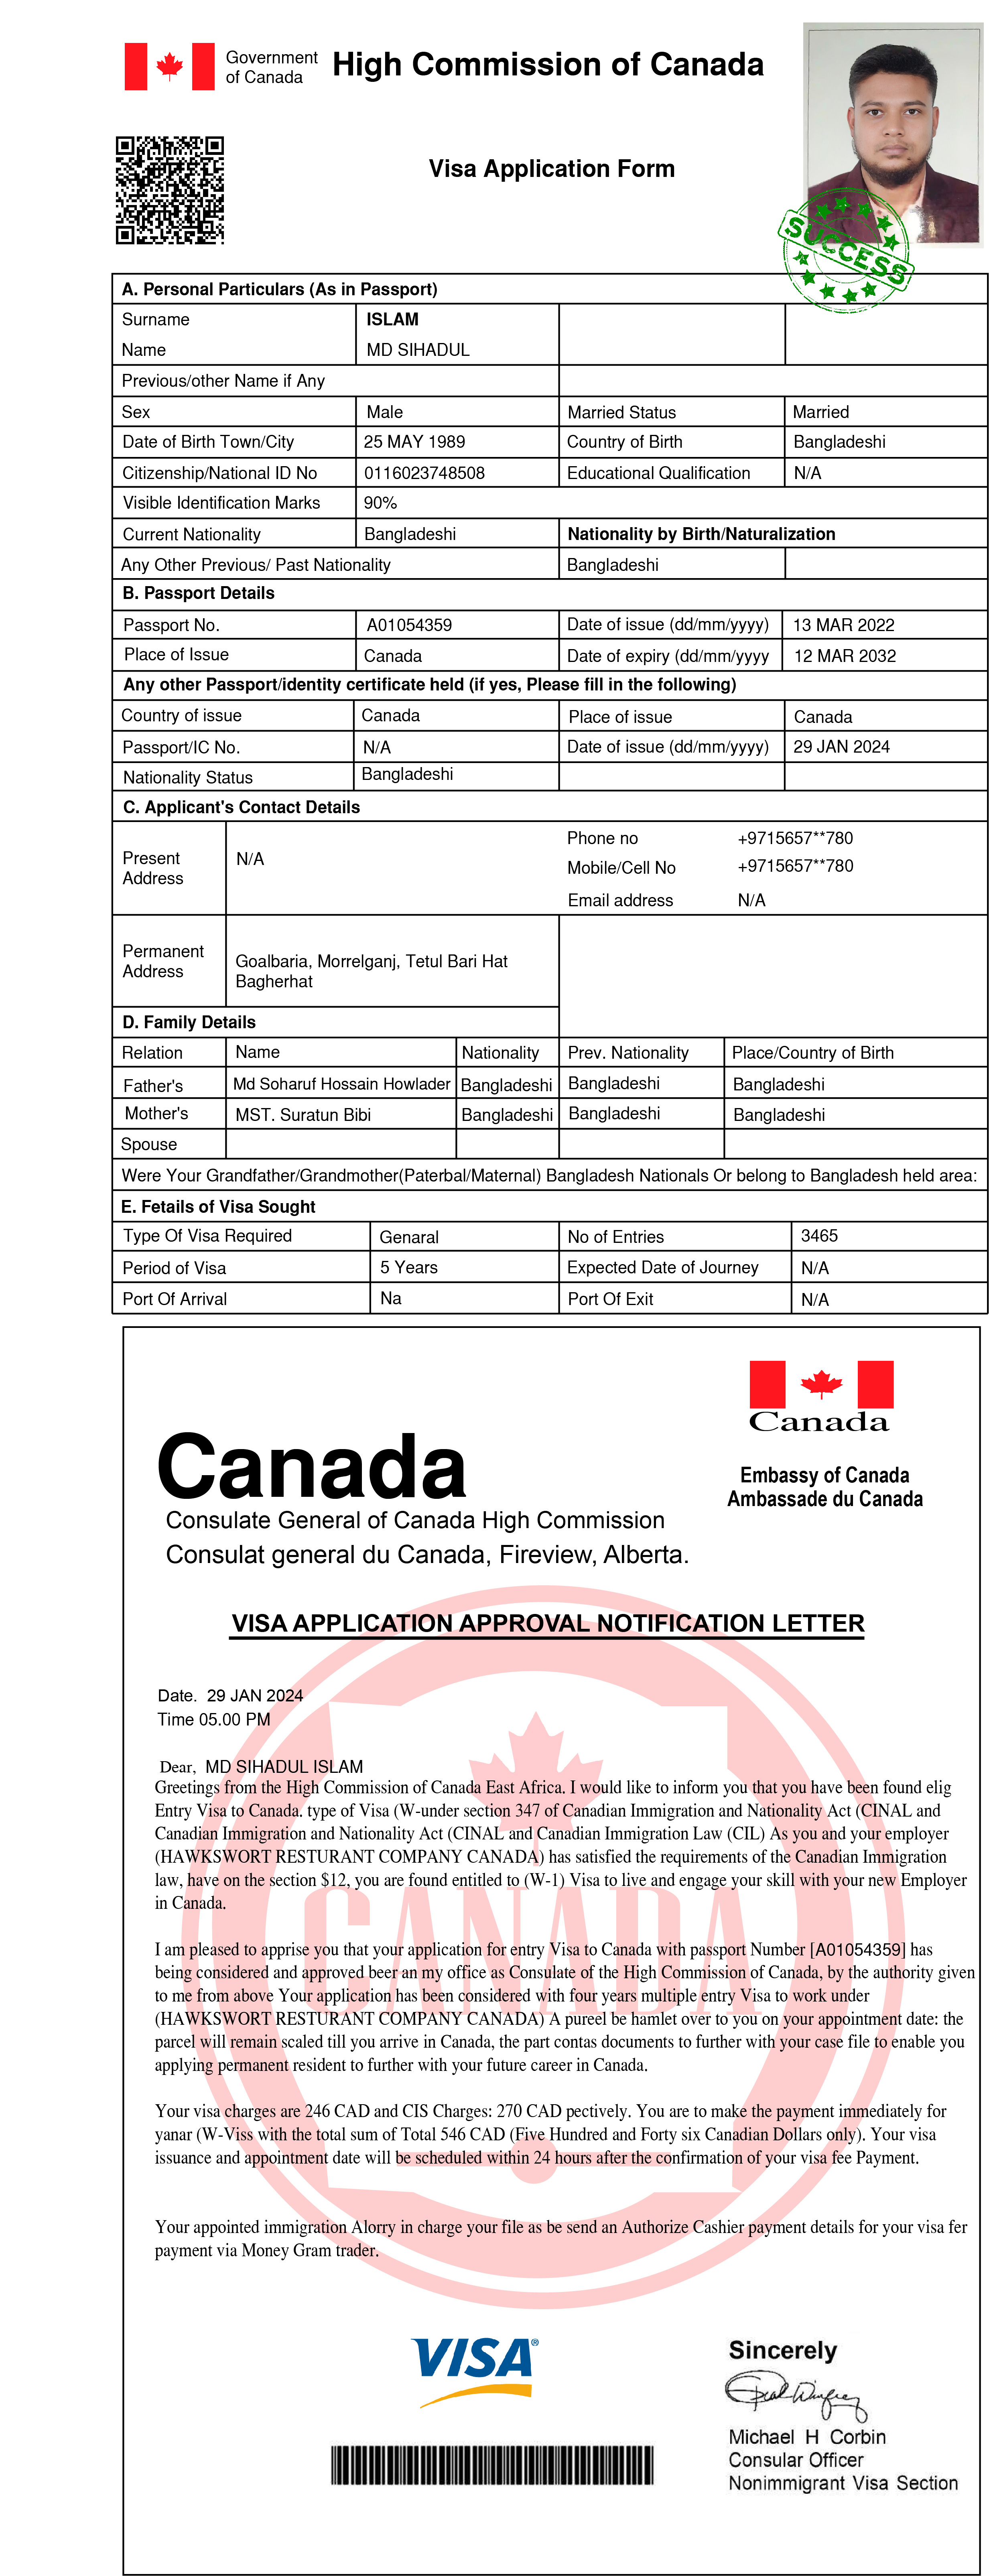 Government
of Canada
High Commission of Canada
Visa Application Form
SUCCESS
A. Personal Particulars (As in Passport)
Surname ISLAM
Name MD SIHADUL
Previous/other Name if Any
Sex Male Married Status Married
Date of Birth Town/City 25 MAY 1989 Country of Birth Bangladeshi
Citizenship/National ID No 0116023748508 Educational Qualification N/A
Visible Identification Marks 90%
Current Nationality Bangladeshi Nationality by Birth/Naturalization
Any Other Previous/ Past Nationality Bangladeshi
B. Passport Details
Passport No. A01054359 Date of issue (dd/mm/yyyy) 13 MAR 2022
Place of Issue Canada Date of expiry (dd/mm/yyyy 12 MAR 2032
Any other Passport/identity certificate held (if yes, Please fill in the following)
Country of issue Canada Place of issue Canada
Passport/IC No. N/A Date of issue (dd/mm/yyyy) 29 JAN 2024
Nationality Status Bangladeshi
C. Applicant's Contact Details
Present
Address
N/A
Phone no +9715657**780
Mobile/Cell No +9715657**780
Email address N/A
Permanent
Address
Goalbaria, Morrelganj, Tetul Bari Hat
Bagherhat
D. Family Details
Relation Name Nationality Prev. Nationality Place/Country of Birth
Father's Md Soharuf Hossain Howlader Bangladeshi Bangladeshi Bangladeshi
Mother's MST. Suratun Bibi Bangladeshi Bangladeshi Bangladeshi
Spouse
Were Your Grandfather/Grandmother(Paterbal/Maternal) Bangladesh Nationals Or belong to Bangladesh held area:
E. Fetails of Visa Sought
Type Of Visa Required Genaral No of Entries 3465
Period of Visa 5 Years Expected Date of Journey N/A
Port Of Arrival Na Port Of Exit N/A
Canada
Embassy of Canada
Ambassade du Canada
Canada
Consulate General of Canada High Commission
Consulat general du Canada, Fireview, Alberta.
VISA APPLICATION APPROVAL NOTIFICATION LETTER
Date. 29 JAN 2024
Time 05.00 PM
Dear, MD SIHADUL ISLAM
Greetings from the High Commission of Canada East Africa. I would like to inform you that you have been found elig
Entry Visa to Canada. type of Visa (W-under section 347 of Canadian Immigration and Nationality Act (CINAL and
Canadian Immigration and Nationality Act (CINAL and Canadian Immigration Law (CIL) As you and your employer
(HAWKSWORT RESTURANT COMPANY CANADA) has satisfied the requirements of the Canadian Immigration
law, have on the section $12, you are found entitled to (W-1) Visa to live and engage your skill with your new Employer
in Canada.
I am pleased to apprise you that your application for entry Visa to Canada with passport Number [A01054359] has
being considered and approved beer an my office as Consulate of the High Commission of Canada, by the authority given
to me from above Your application has been considered with four years multiple entry Visa to work under
(HAWKSWORT RESTURANT COMPANY CANADA) A pureel be hamlet over to you on your appointment date: the
parcel will remain scaled till you arrive in Canada, the part contas documents to further with your case file to enable you
applying permanent resident to further with your future career in Canada.
Your visa charges are 246 CAD and CIS Charges: 270 CAD pectively. You are to make the payment immediately for
yanar (W-Viss with the total sum of Total 546 CAD (Five Hundred and Forty six Canadian Dollars only). Your visa
issuance and appointment date will be scheduled within 24 hours after the confirmation of your visa fee Payment.
Your appointed immigration Alorry in charge your file as be send an Authorize Cashier payment details for your visa fer
payment via Money Gram trader.
CANADA
VISA®
Sincerely
Michael H Corbin
Consular Officer
Nonimmigrant Visa Section